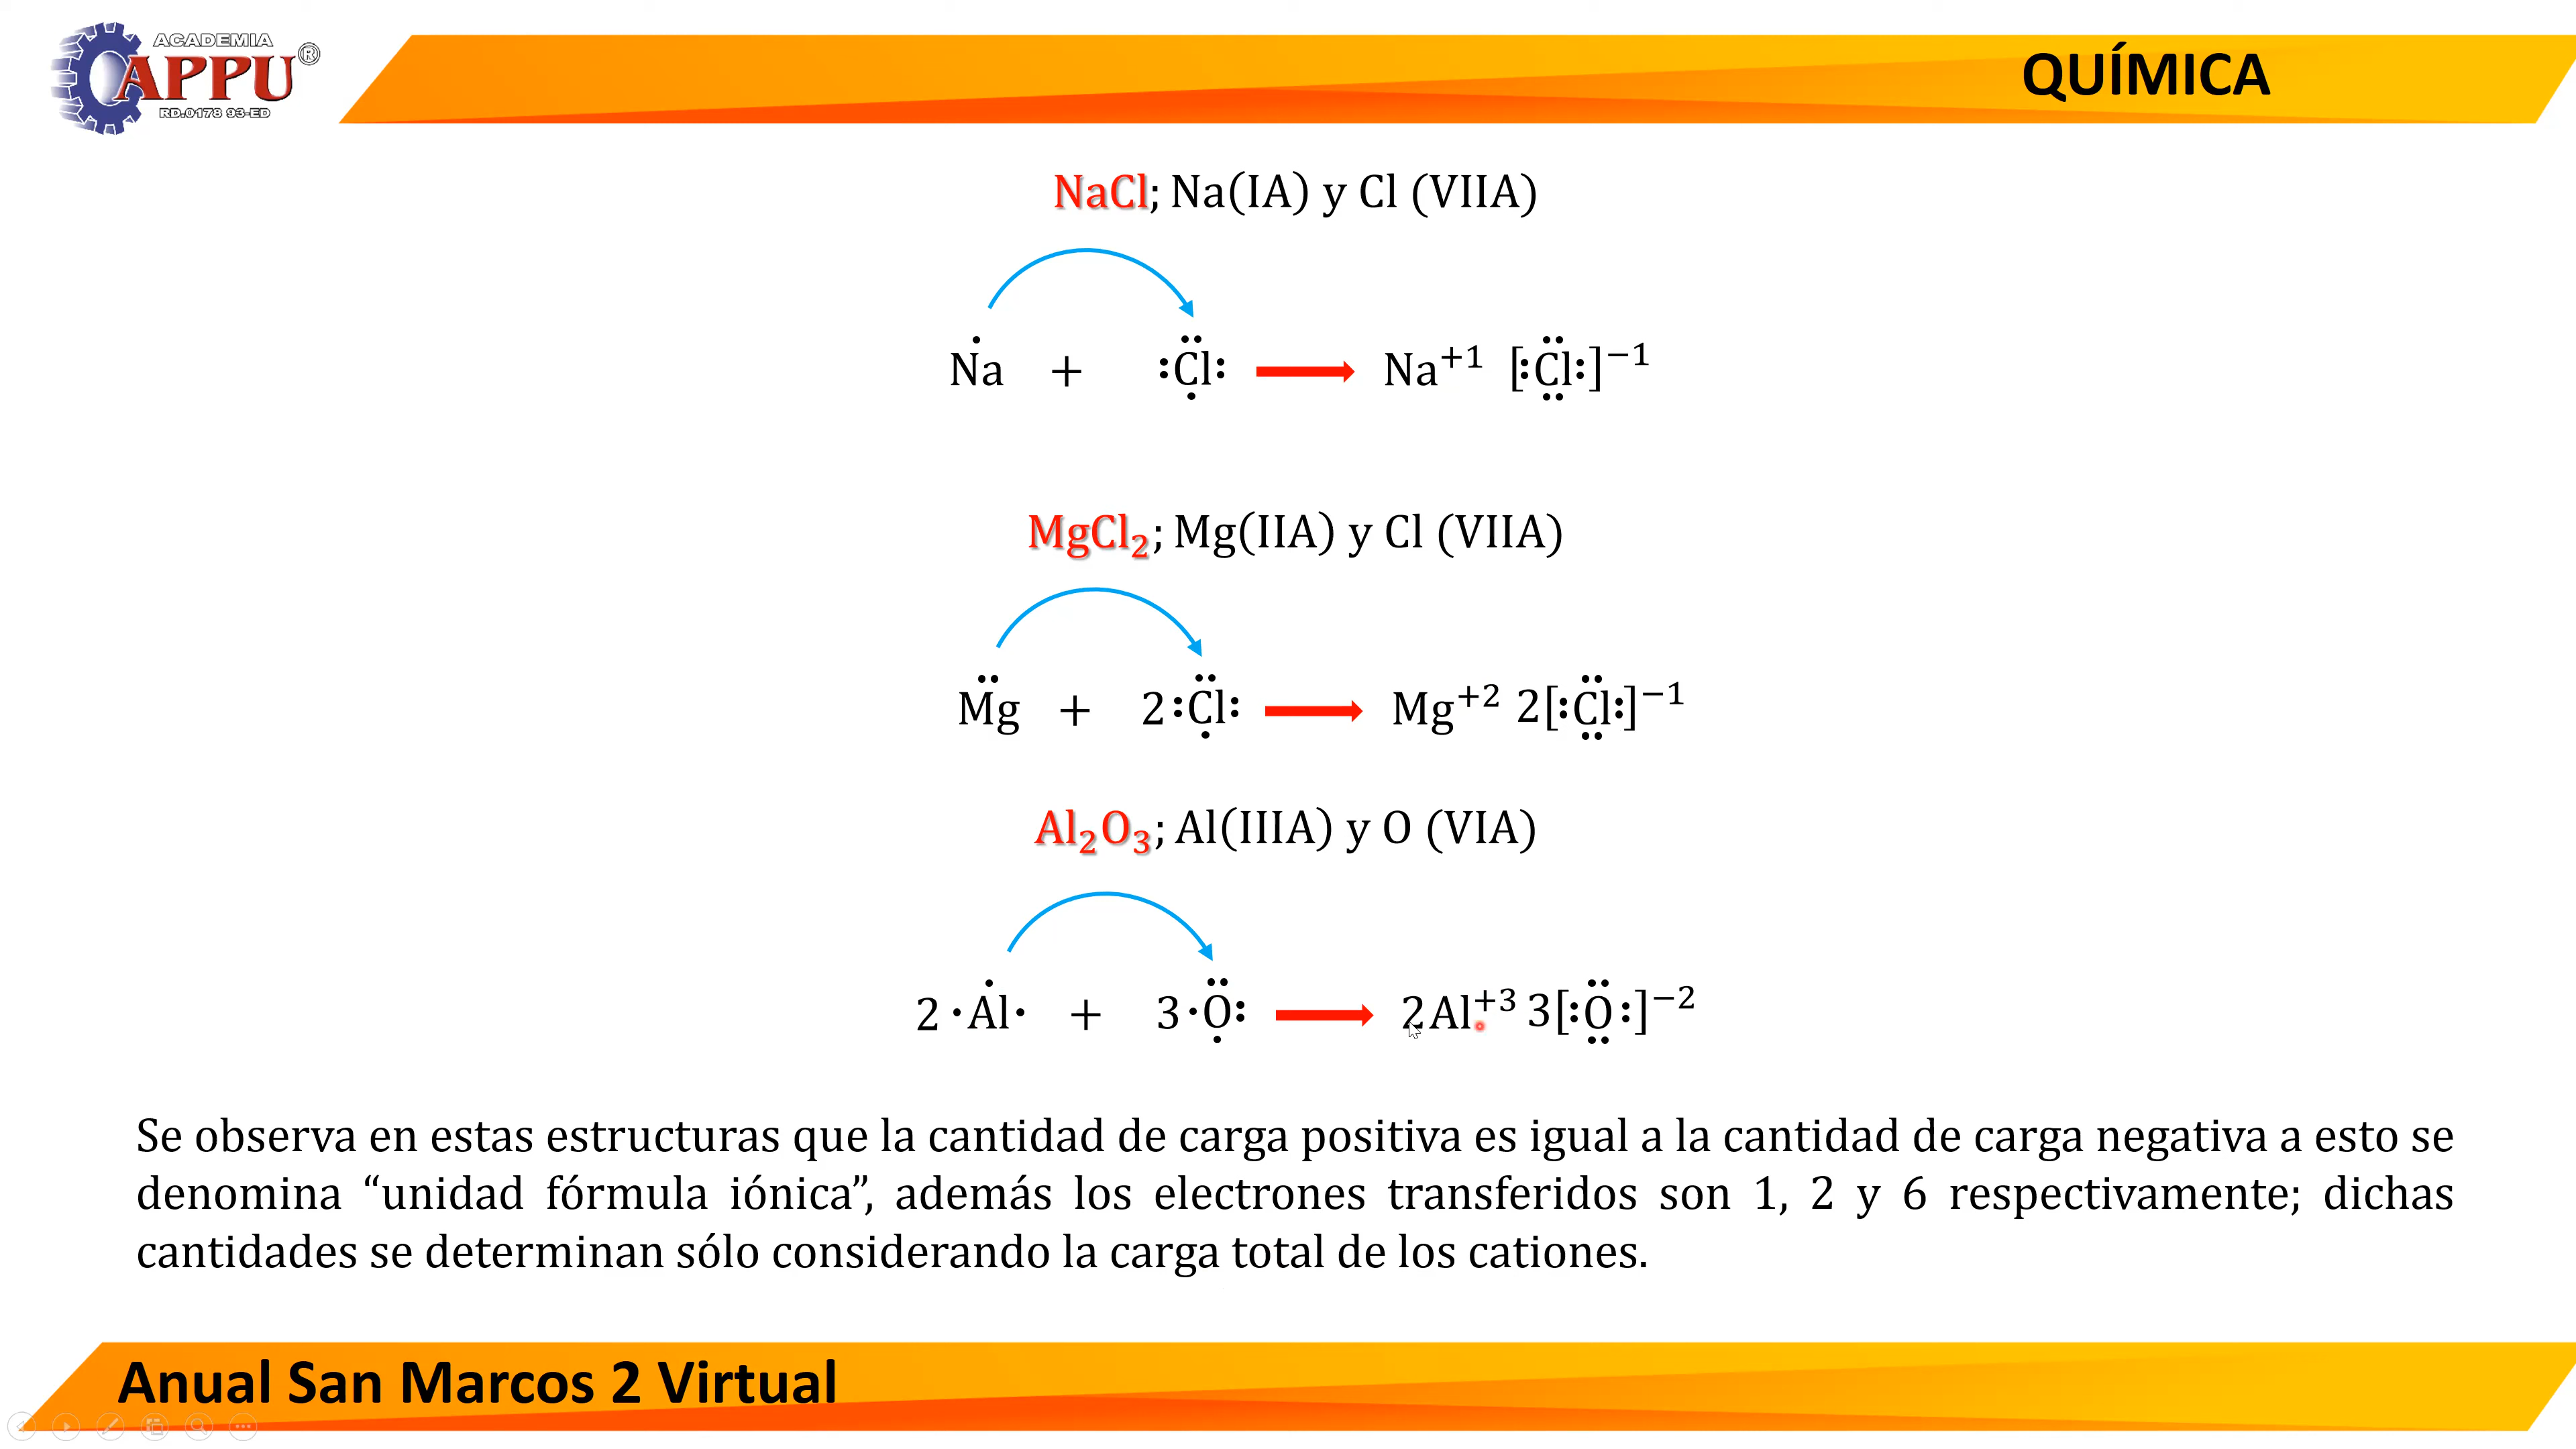 ACADEMIA
APPU®
RD.0178 93-ED
QUÍMICA
NaCl; Na(IA) y Cl (VIIA)
Na + Cl Na⁺¹ [Cl]⁻¹
MgCl₂; Mg(IIA) y Cl (VIIA)
Mg + 2 Cl Mg⁺² 2[Cl]⁻¹
Al₂O₃; Al(IIIA) y O (VIA)
2 Al + 3 O 2Al⁺³ 3[O]⁻²
Se observa en estas estructuras que la cantidad de carga positiva es igual a la cantidad de carga negativa a esto se
denomina “unidad fórmula iónica”, además los electrones transferidos son 1, 2 y 6 respectivamente; dichas
cantidades se determinan sólo considerando la carga total de los cationes.
Anual San Marcos 2 Virtual